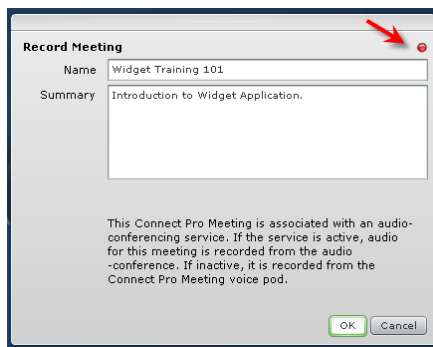 Record Meeting
Name Widget Training 101
Summary Introduction to Widget Application.
This Connect Pro Meeting is associated with an audio-
conferencing service. If the service is active, audio
for this meeting is recorded from the audio
-conference. If inactive, it is recorded from the
Connect Pro Meeting voice pod.
OK Cancel